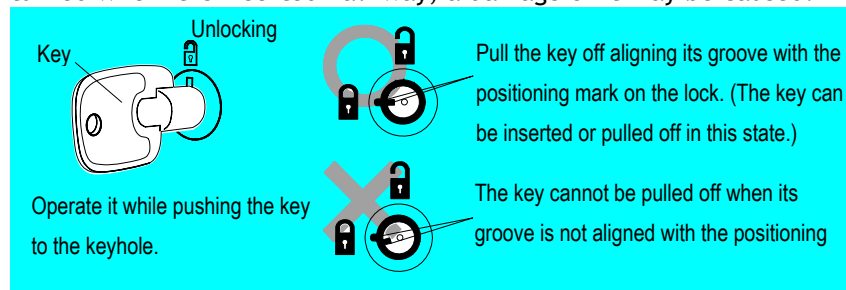 Unlocking
Key
Pull the key off aligning its groove with the
positioning mark on the lock. (The key can
be inserted or pulled off in this state.)
Operate it while pushing the key
to the keyhole.
The key cannot be pulled off when its
groove is not aligned with the positioning